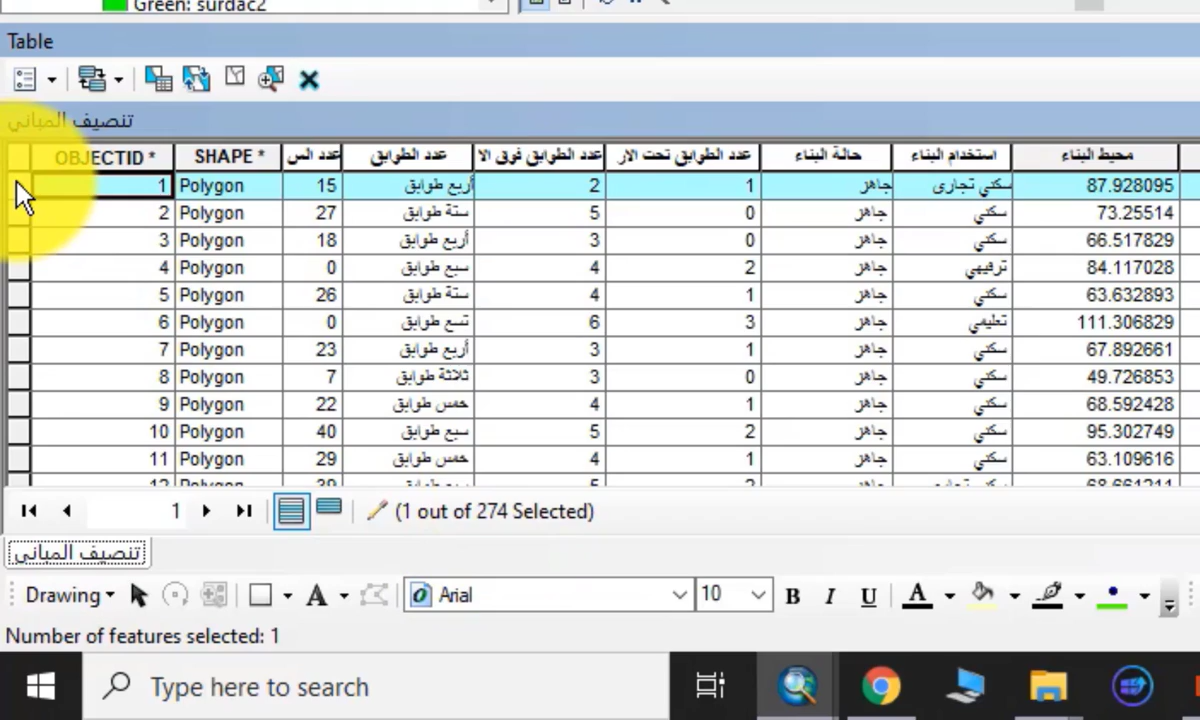 Green: surdac2
Table
تنصيف المباني
OBJECTID * SHAPE * عدد الس عدد الطوابق عدد الطوابق فوق الا عدد الطوابق تحت الار حالة البناء استخدام البناء محيط البناء
1 Polygon 15 أربع طوابق 2 1 جاهز سكني تجارى 87.928095
2 Polygon 27 ستة طوابق 5 0 جاهز سكني 73.25514
3 Polygon 18 أربع طوابق 3 0 جاهز سكني 66.517829
4 Polygon 0 سبع طوابق 4 2 جاهز ترفيهي 84.117028
5 Polygon 26 ستة طوابق 4 1 جاهز سكني 63.632893
6 Polygon 0 تسع طوابق 6 3 جاهز تعليمي 111.306829
7 Polygon 23 أربع طوابق 3 1 جاهز سكني 67.892661
8 Polygon 7 ثلاثة طوابق 3 0 جاهز سكني 49.726853
9 Polygon 22 خمس طوابق 4 1 جاهز سكني 68.592428
10 Polygon 40 سبع طوابق 5 2 جاهز سكني 95.302749
11 Polygon 29 خمس طوابق 4 1 جاهز سكني 63.109616
1 (1 out of 274 Selected)
تنصيف المباني
Drawing A Arial 10 B I U A
Number of features selected: 1
Type here to search